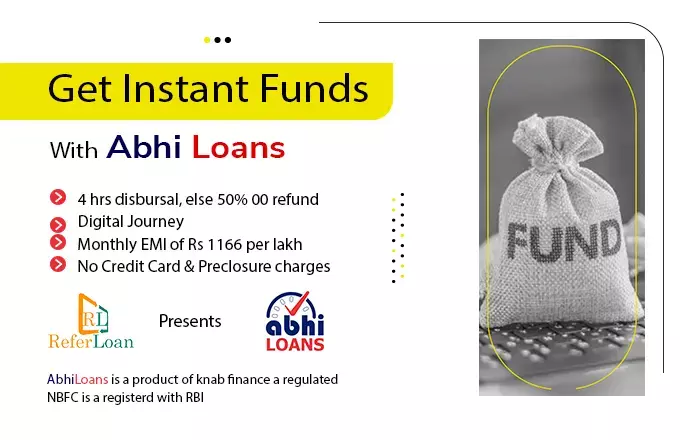 Get Instant Funds
With Abhi Loans
4 hrs disbursal, else 50% 00 refund
Digital Journey
Monthly EMI of Rs 1166 per lakh
No Credit Card & Preclosure charges
FUND
RL
ReferLoan
Presents
abhi
LOANS
AbhiLoans is a product of knab finance a regulated
NBFC is a registerd with RBI